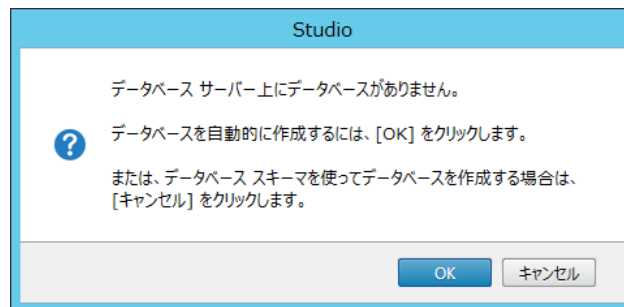 Studio
データベース サーバー上にデータベースがありません。
データベースを自動的に作成するには、[OK] をクリックします。
または、データベース スキーマを使ってデータベースを作成する場合は、
[キャンセル] をクリックします。
OK
キャンセル